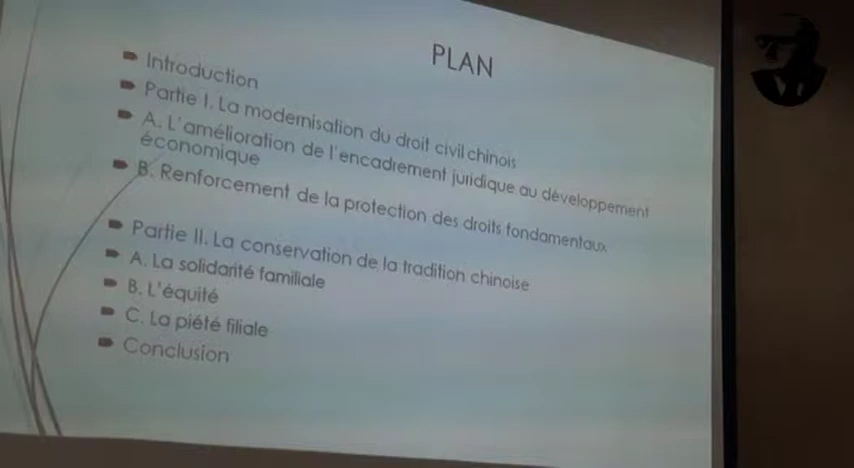 PLAN
Introduction
Partie I. La modernisation du droit civil chinois
A. L'amélioration de l'encadrement juridique au développement
économique
B. Renforcement de la protection des droits fondamentaux
Partie II. La conservation de la tradition chinoise
A. La solidarité familiale
B. L'équité
C. La piété filiale
Conclusion